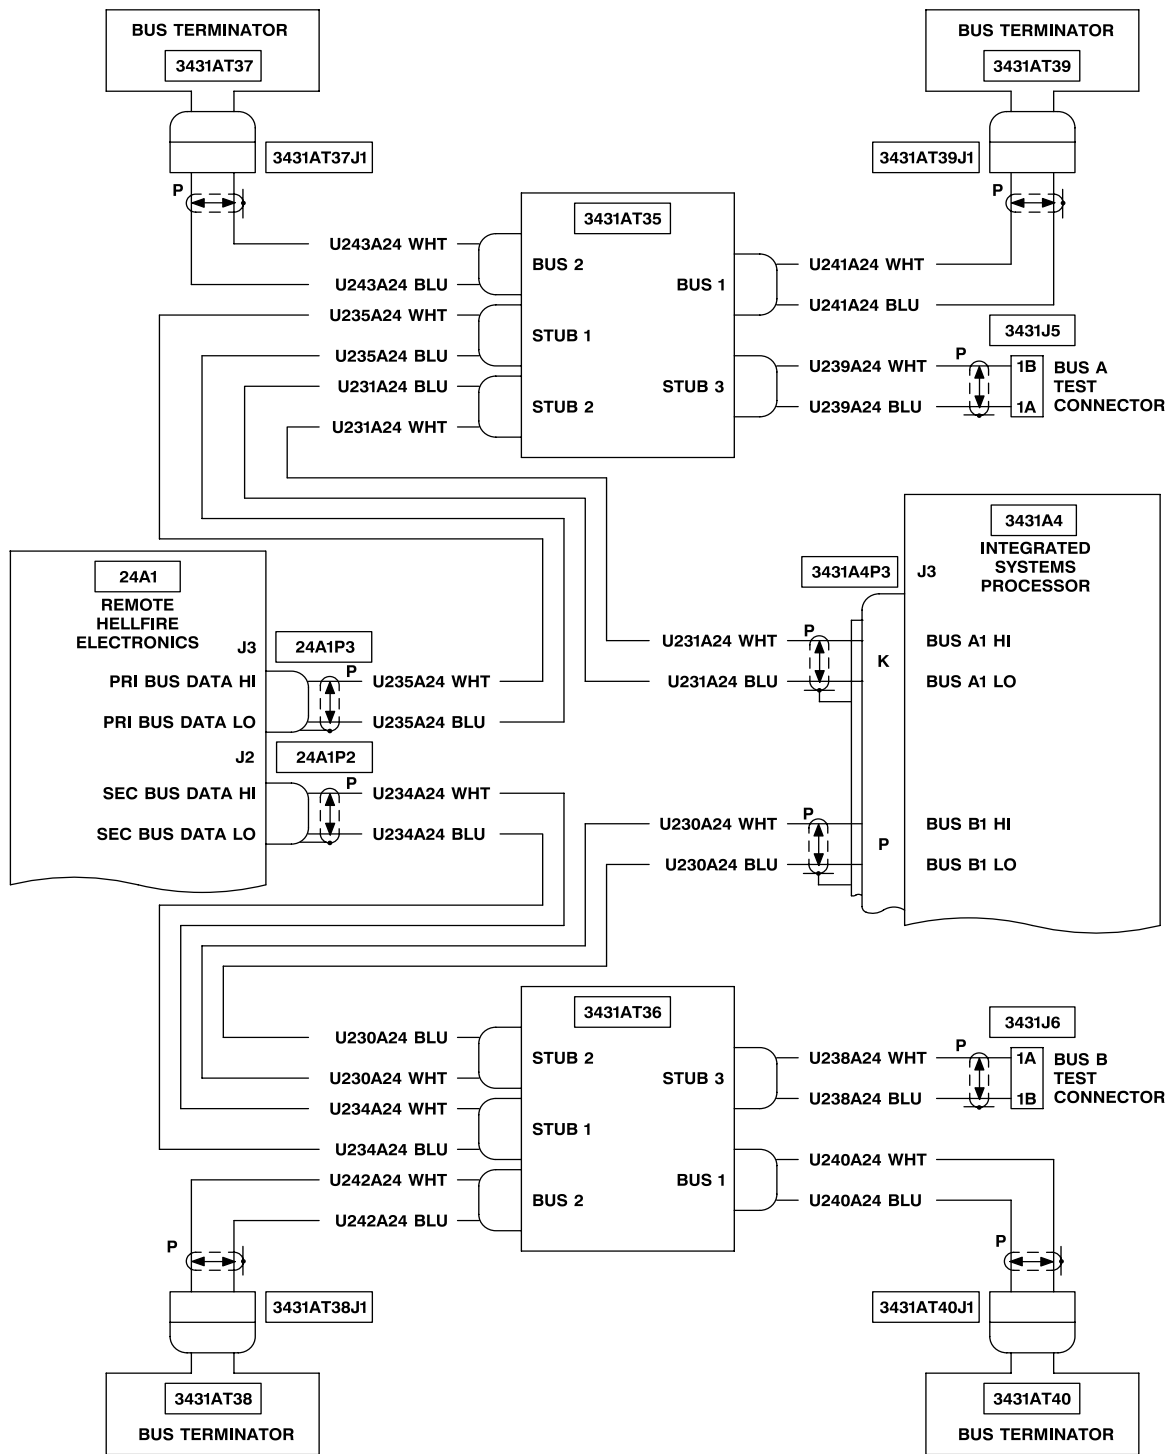 BUS TERMINATOR
3431AT37
3431AT37J1
P
BUS TERMINATOR
3431AT39
3431AT39J1
P
3431AT35
U243A24 WHT
U243A24 BLU
BUS 2
U235A24 WHT
U235A24 BLU
STUB 1
U231A24 BLU
U231A24 WHT
STUB 2
BUS 1
U241A24 WHT
U241A24 BLU
STUB 3
U239A24 WHT
U239A24 BLU
P
3431J5
1B
1A
BUS A
TEST
CONNECTOR
24A1
REMOTE
HELLFIRE
ELECTRONICS
J3
24A1P3
P
PRI BUS DATA HI
U235A24 WHT
PRI BUS DATA LO
U235A24 BLU
J2
24A1P2
P
SEC BUS DATA HI
U234A24 WHT
SEC BUS DATA LO
U234A24 BLU
3431A4
INTEGRATED
SYSTEMS
PROCESSOR
3431A4P3
J3
U231A24 WHT
P
BUS A1 HI
K
U231A24 BLU
BUS A1 LO
U230A24 WHT
P
BUS B1 HI
P
U230A24 BLU
BUS B1 LO
3431AT36
U230A24 BLU
U230A24 WHT
STUB 2
U234A24 WHT
U234A24 BLU
STUB 1
U242A24 WHT
U242A24 BLU
BUS 2
STUB 3
U238A24 WHT
U238A24 BLU
P
3431J6
1A
1B
BUS B
TEST
CONNECTOR
BUS 1
U240A24 WHT
U240A24 BLU
P
3431AT38J1
3431AT38
BUS TERMINATOR
P
3431AT40J1
3431AT40
BUS TERMINATOR